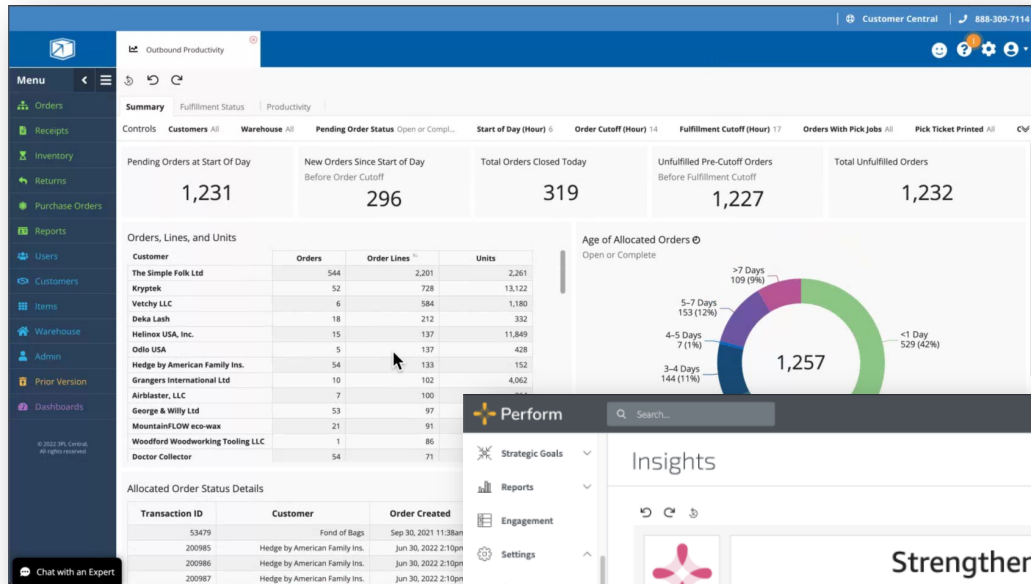 Customer Central 888-309-7114
Outbound Productivity
1
Menu
Orders
Receipts
Inventory
Returns
Purchase Orders
Reports
Users
Customers
Items
Warehouse
Admin
Prior Version
Dashboards
© 2022 3PL Central,
All rights reserved
Chat with an Expert
Summary Fulfillment Status Productivity
Controls Customers All Warehouse All Pending Order Status Open or Compl... Start of Day (Hour) 6 Order Cutoff (Hour) 14 Fulfillment Cutoff (Hour) 17 Orders With Pick Jobs All Pick Ticket Printed All
Pending Orders at Start Of Day
1,231
New Orders Since Start of Day
Before Order Cutoff
296
Total Orders Closed Today
319
Unfulfilled Pre-Cutoff Orders
Before Fulfillment Cutoff
1,227
Total Unfulfilled Orders
1,232
Orders, Lines, and Units
Customer Orders Order Lines Units
The Simple Folk Ltd 544 2,201 2,261
Kryptek 52 728 13,122
Vetchy LLC 6 584 1,180
Deka Lash 18 212 332
Helinox USA, Inc. 15 137 11,849
Odlo USA 5 137 428
Hedge by American Family Ins. 54 133 152
Grangers International Ltd 10 102 4,062
Airblaster, LLC 7 100
George & Willy Ltd 53 97
MountainFLOW eco-wax 21 91
Woodford Woodworking Tooling LLC 1 86
Doctor Collector 54 71
Age of Allocated Orders
Open or Complete
>7 Days
109 (9%)
5–7 Days
153 (12%)
4–5 Days
7 (1%)
3–4 Days
144 (11%)
<1 Day
529 (42%)
1,257
Allocated Order Status Details
Transaction ID Customer Order Created
53479 Fond of Bags Sep 30, 2021 11:38am
200985 Hedge by American Family Ins. Jun 30, 2022 2:10pm
200986 Hedge by American Family Ins. Jun 30, 2022 2:10pm
200987 Hedge by American Family Ins. Jun 30, 2022 2:10pm
Perform
Search...
Strategic Goals
Reports
Engagement
Settings
Insights
Strengthen